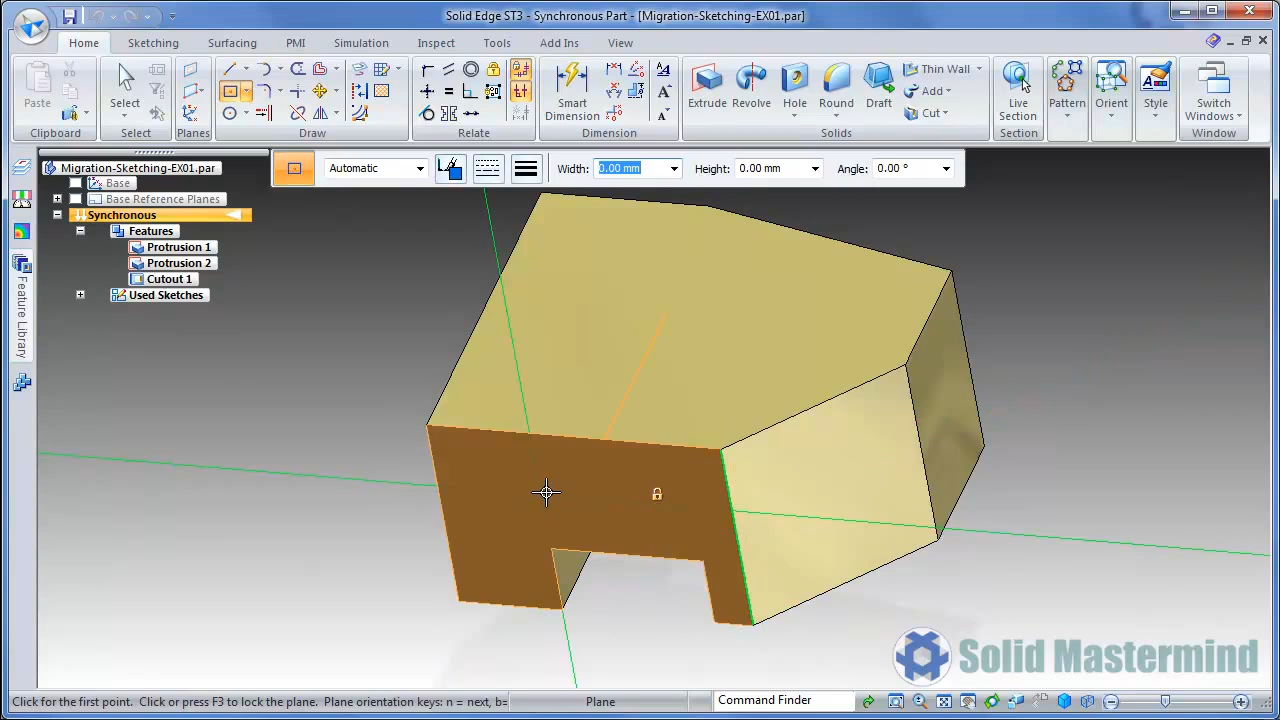 Solid Edge ST3 - Synchronous Part - [Migration-Sketching-EX01.par]
Home Sketching Surfacing PMI Simulation Inspect Tools Add Ins View
Paste
Select
Smart
Dimension
Extrude Revolve Hole Round Draft
Thin Wall
Add
Cut
Live
Section
Pattern
Orient
Style
Switch
Windows
Clipboard Select Planes Draw Relate Dimension Solids Section Window
Automatic Width: 0.00 mm Height: 0.00 mm Angle: 0.00 °
Migration-Sketching-EX01.par
Base
Base Reference Planes
Synchronous
Features
Protrusion 1
Protrusion 2
Cutout 1
Used Sketches
Feature Library
Solid Mastermind
Click for the first point. Click or press F3 to lock the plane. Plane orientation keys: n = next, b= Plane Command Finder